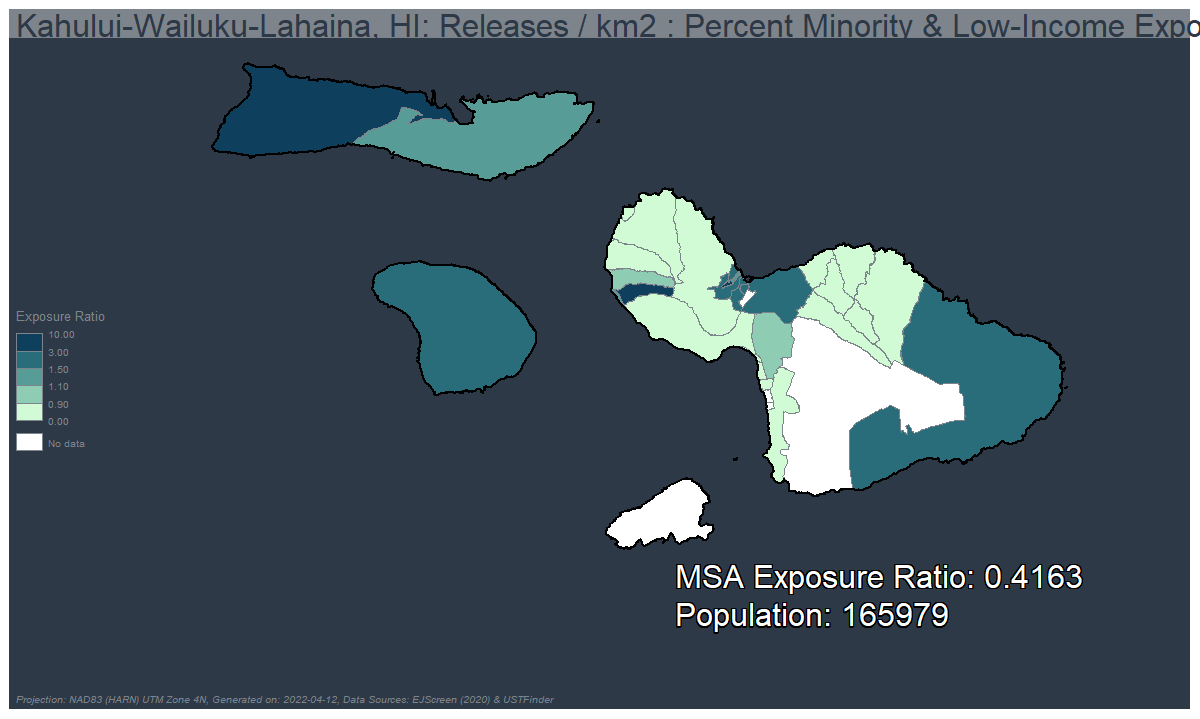 Kahului-Wailuku-Lahaina, HI: Releases / km2 : Percent Minority & Low-Income Expo
Exposure Ratio
10.00
3.00
1.50
1.10
0.90
0.00
No data
MSA Exposure Ratio: 0.4163
Population: 165979
Projection: NAD83 (HARN) UTM Zone 4N, Generated on: 2022-04-12, Data Sources: EJScreen (2020) & USTFinder